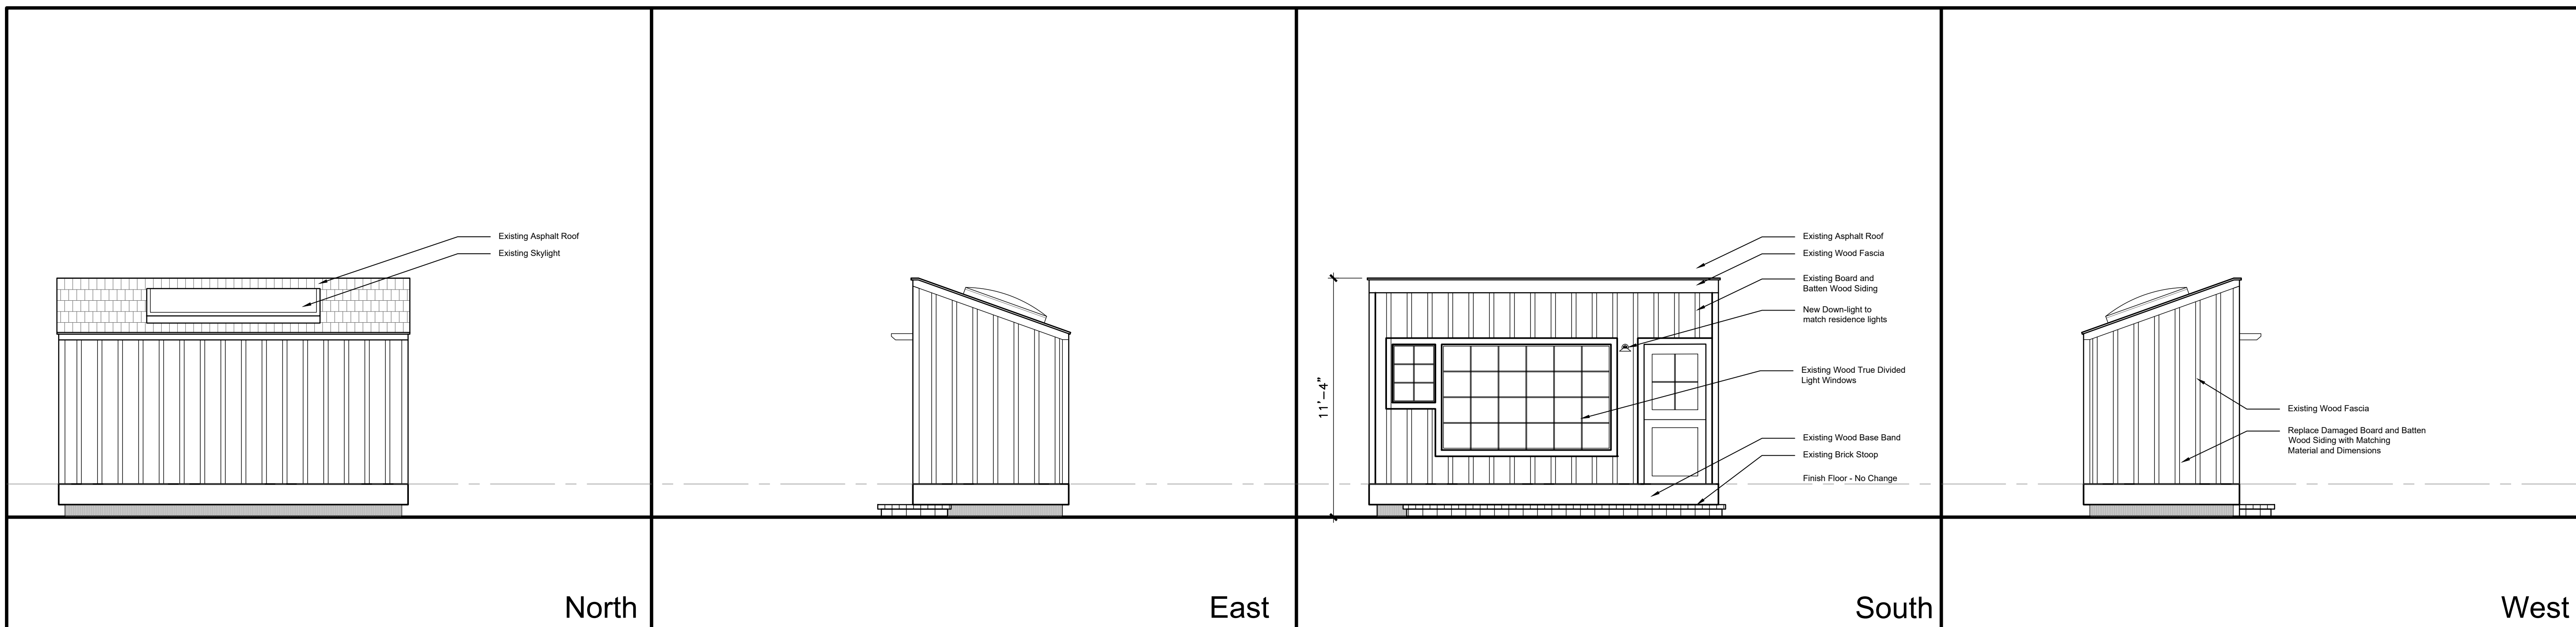 Existing Asphalt Roof
Existing Skylight
North
East
11'-4"
Existing Asphalt Roof
Existing Wood Fascia
Existing Board and
Batten Wood Siding
New Down-light to
match residence lights
Existing Wood True Divided
Light Windows
Existing Wood Base Band
Existing Brick Stoop
Finish Floor - No Change
South
Existing Wood Fascia
Replace Damaged Board and Batten
Wood Siding with Matching
Material and Dimensions
West